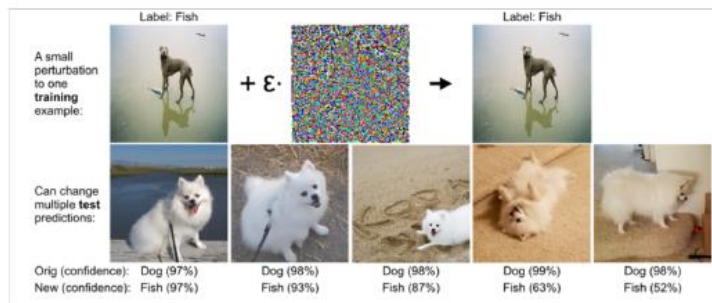 Label: Fish
Label: Fish
A small
perturbation
to one
training
example:
+ ε·
Can change
multiple test
predictions:
Orig (confidence): Dog (97%) Dog (98%) Dog (98%) Dog (99%) Dog (98%)
New (confidence): Fish (97%) Fish (93%) Fish (87%) Fish (63%) Fish (52%)